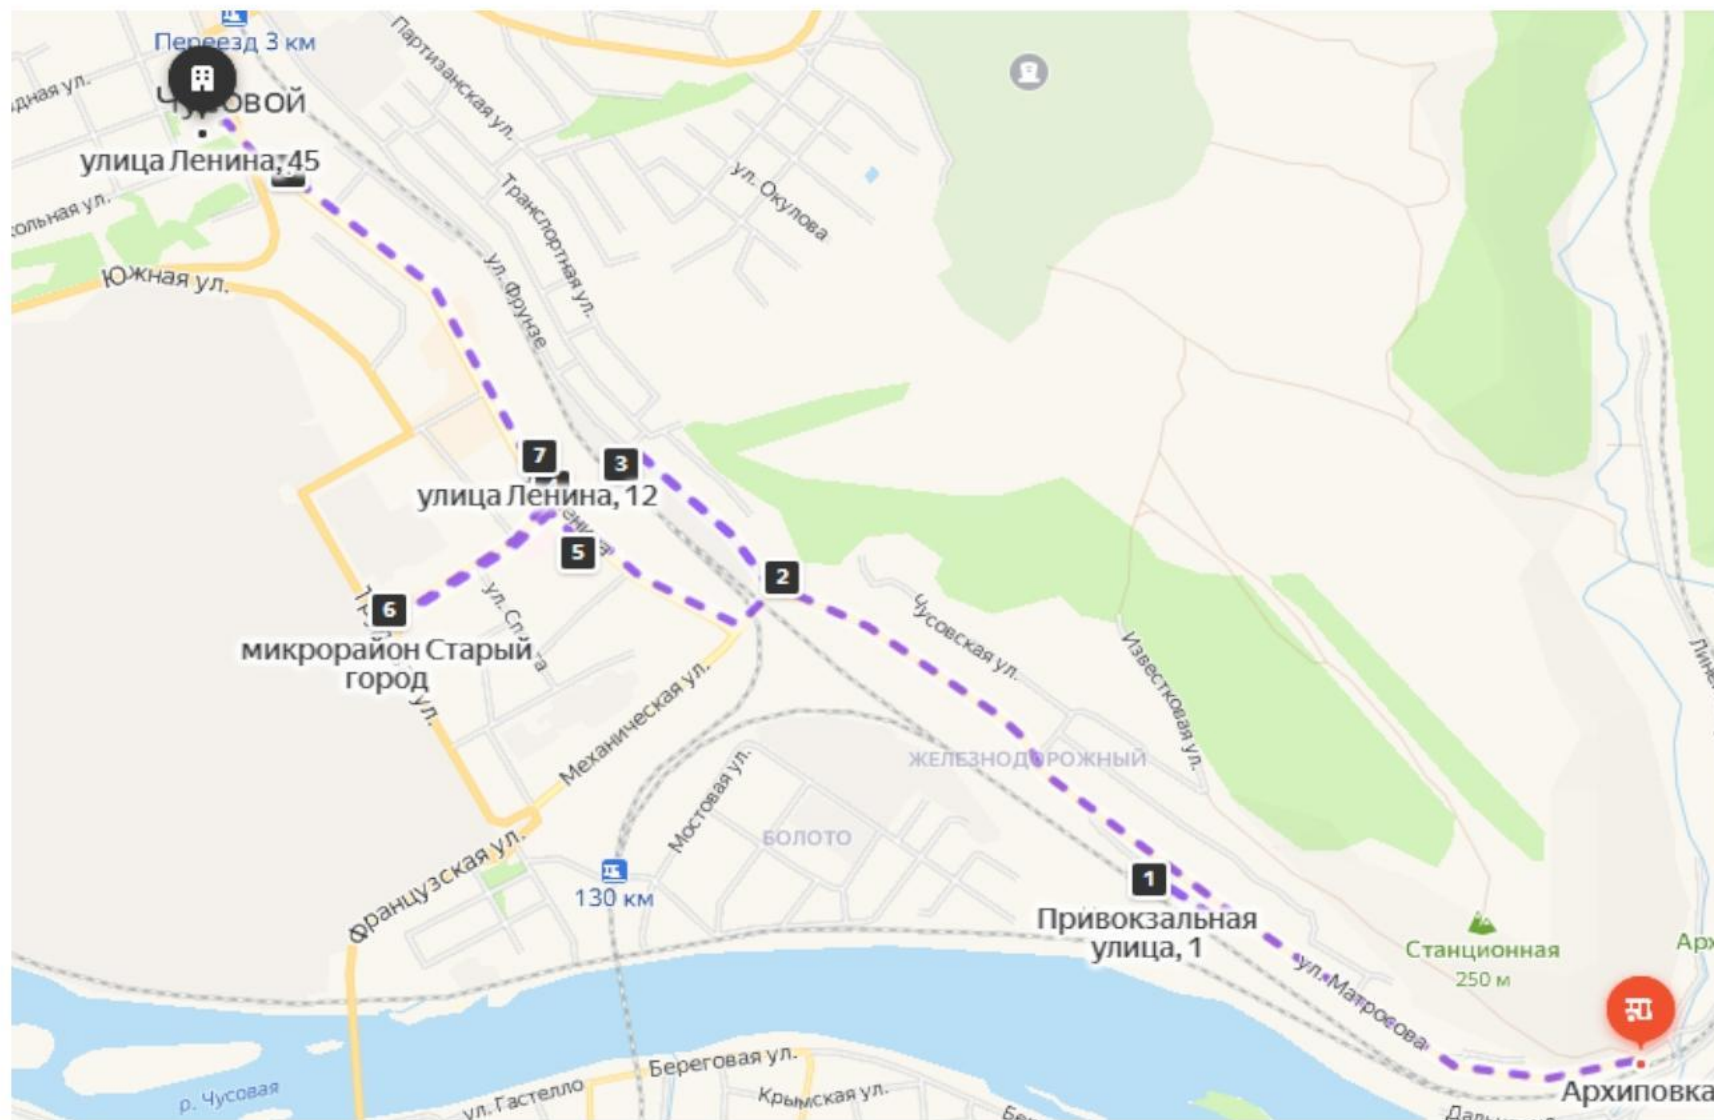 Переезд 3 км
Партизанская ул.
Чусовой
улица Ленина, 45
ул. Окулова
Транспортная ул.
ул. Фрунзе
Южная ул.
7
3
улица Ленина, 12
5
2
6
микрорайон Старый
город
Чусовская ул.
Известковая ул.
Механическая ул.
ЖЕЛЕЗНОДОРОЖНЫЙ
Мостовая ул.
БОЛОТО
1
Французская ул.
130 км
Привокзальная
улица, 1
Станционная
250 м
ул. Матросова
Береговая ул.
р. Чусовая
ул. Гастелло
Крымская ул.
Архиповка